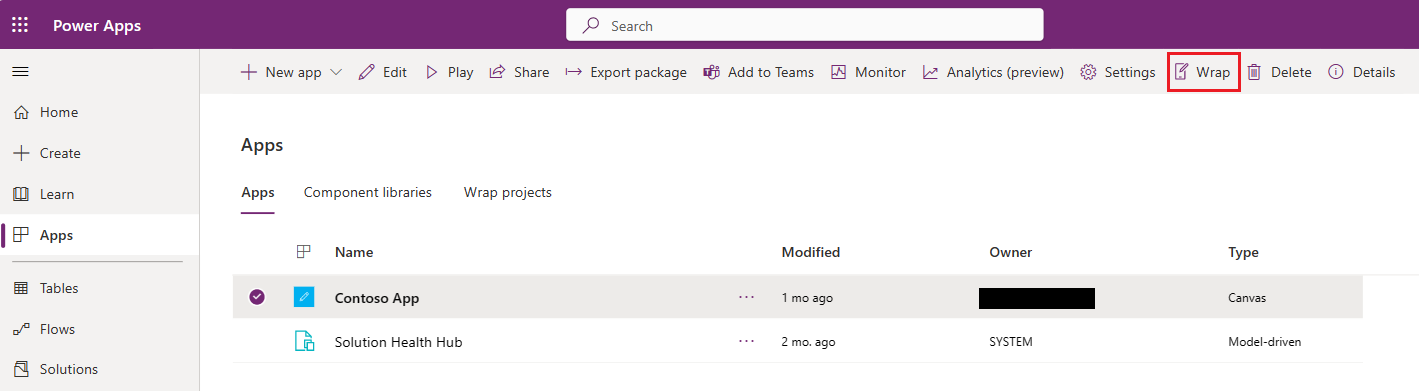 Power Apps
Search
New app Edit Play Share Export package Add to Teams Monitor Analytics (preview) Settings Wrap Delete Details
Home
Create
Learn
Apps
Tables
Flows
Solutions
Apps
Apps Component libraries Wrap projects
Name Modified Owner Type
Contoso App ··· 1 mo ago Canvas
Solution Health Hub ··· 2 mo. ago SYSTEM Model-driven